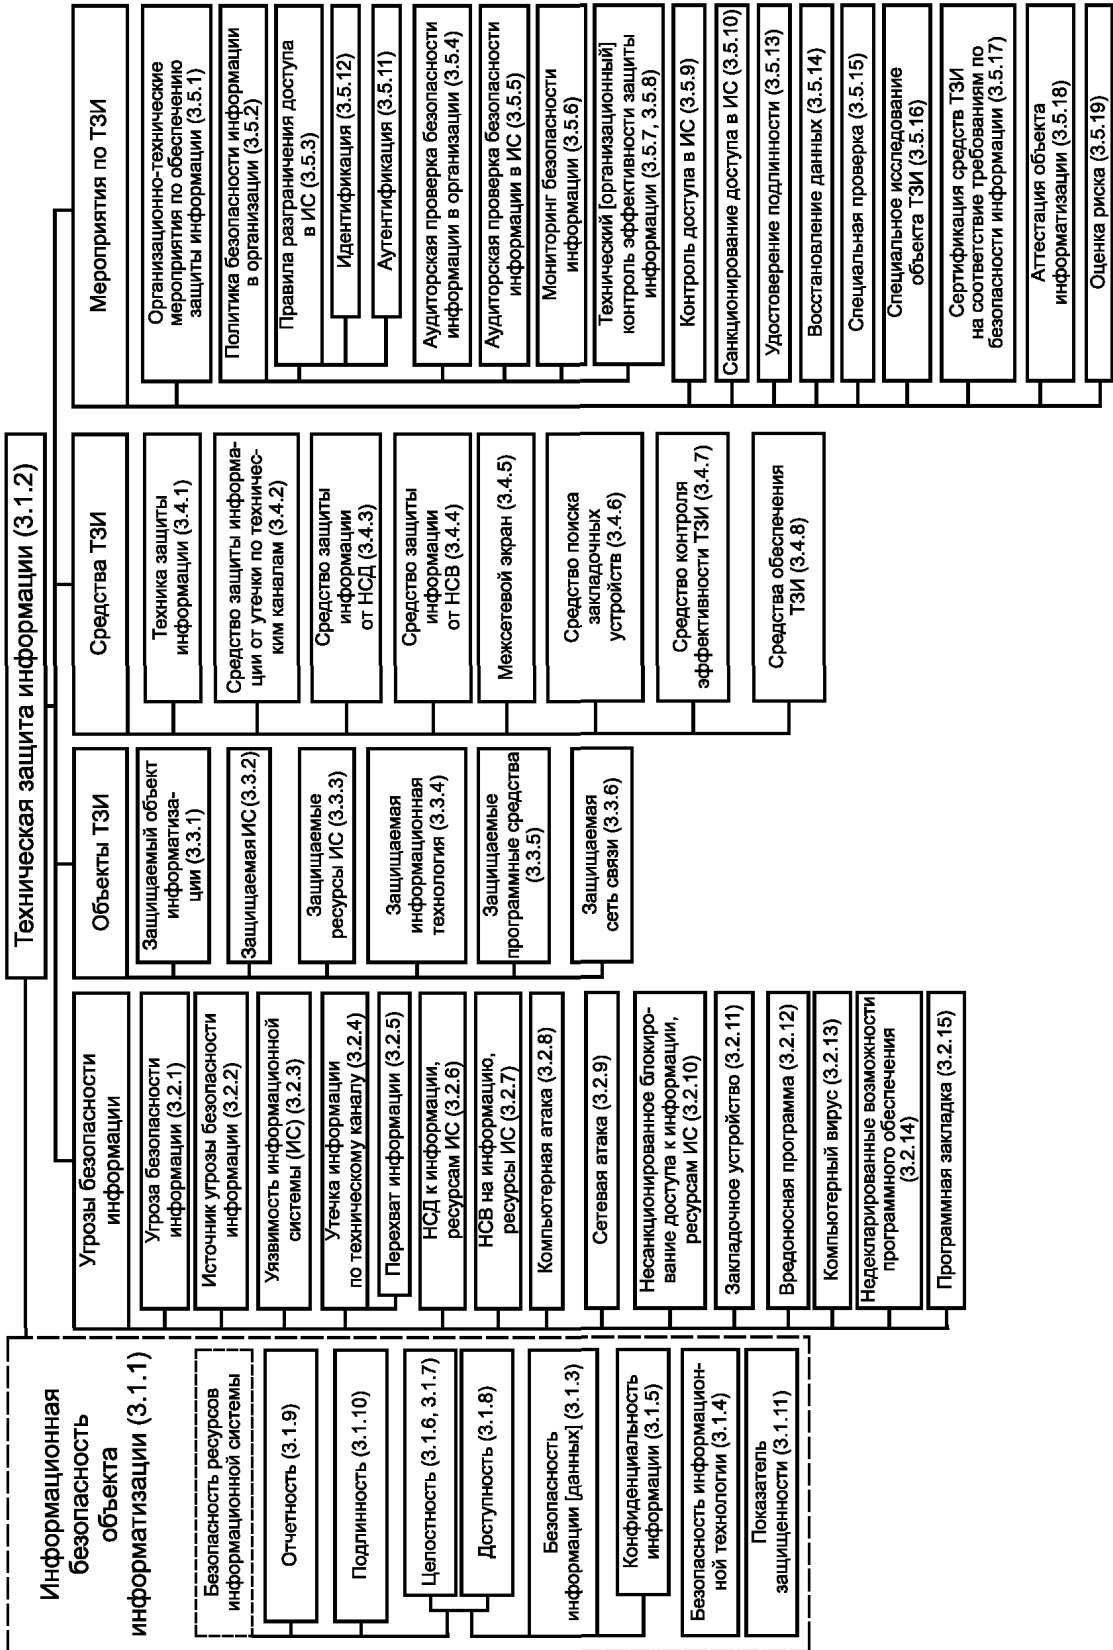 Техническая защита информации (3.1.2)
Информационная
безопасность
объекта
информатизации (3.1.1)
Безопасность ресурсов
информационной системы
Отчетность (3.1.9)
Подлинность (3.1.10)
Целостность (3.1.6, 3.1.7)
Доступность (3.1.8)
Безопасность
информации [данных] (3.1.3)
Конфиденциальность
информации (3.1.5)
Безопасность информацион-
ной технологии (3.1.4)
Показатель
защищенности (3.1.11)
Угрозы безопасности
информации
Угроза безопасности
информации (3.2.1)
Источник угрозы безопасности
информации (3.2.2)
Уязвимость информационной
системы (ИС) (3.2.3)
Утечка информации
по техническому каналу (3.2.4)
Перехват информации (3.2.5)
НСД к информации,
ресурсам ИС (3.2.6)
НСВ на информацию,
ресурсы ИС (3.2.7)
Компьютерная атака (3.2.8)
Сетевая атака (3.2.9)
Несанкционированное блокиро-
вание доступа к информации,
ресурсам ИС (3.2.10)
Закладочное устройство (3.2.11)
Вредоносная программа (3.2.12)
Компьютерный вирус (3.2.13)
Недекларированные возможности
программного обеспечения
(3.2.14)
Программная закладка (3.2.15)
Объекты ТЗИ
Защищаемый объект
информатиза-
ции (3.3.1)
Защищаемая ИС (3.3.2)
Защищаемые
ресурсы ИС (3.3.3)
Защищаемая
информационная
технология (3.3.4)
Защищаемые
программные средства
(3.3.5)
Защищаемая
сеть связи (3.3.6)
Средства ТЗИ
Техника защиты
информации (3.4.1)
Средство защиты информа-
ции от утечки по техничес-
ким каналам (3.4.2)
Средство защиты
информации
от НСД (3.4.3)
Средство защиты
информации
от НСВ (3.4.4)
Межсетевой экран (3.4.5)
Средство поиска
закладочных
устройств (3.4.6)
Средство контроля
эффективности ТЗИ (3.4.7)
Средства обеспечения
ТЗИ (3.4.8)
Мероприятия по ТЗИ
Организационно-технические
мероприятия по обеспечению
защиты информации (3.5.1)
Политика безопасности информации
в организации (3.5.2)
Правила разграничения доступа
в ИС (3.5.3)
Идентификация (3.5.12)
Аутентификация (3.5.11)
Аудиторская проверка безопасности
информации в организации (3.5.4)
Аудиторская проверка безопасности
информации в ИС (3.5.5)
Мониторинг безопасности
информации (3.5.6)
Технический [организационный]
контроль эффективности защиты
информации (3.5.7, 3.5.8)
Контроль доступа в ИС (3.5.9)
Санкционирование доступа в ИС (3.5.10)
Удостоверение подлинности (3.5.13)
Восстановление данных (3.5.14)
Специальная проверка (3.5.15)
Специальное исследование
объекта ТЗИ (3.5.16)
Сертификация средств ТЗИ
на соответствие требованиям по
безопасности информации (3.5.17)
Аттестация объекта
информатизации (3.5.18)
Оценка риска (3.5.19)